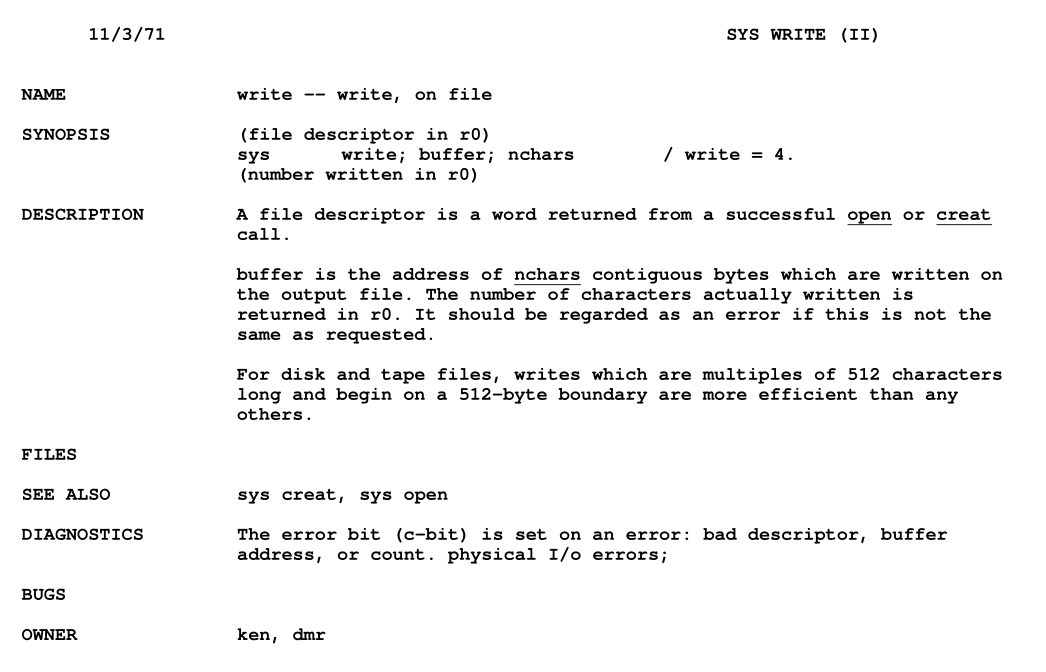 11/3/71 SYS WRITE (II)
NAME write -- write, on file
SYNOPSIS (file descriptor in r0)
sys write; buffer; nchars / write = 4.
(number written in r0)
DESCRIPTION A file descriptor is a word returned from a successful open or creat
call.
buffer is the address of nchars contiguous bytes which are written on
the output file. The number of characters actually written is
returned in r0. It should be regarded as an error if this is not the
same as requested.
For disk and tape files, writes which are multiples of 512 characters
long and begin on a 512-byte boundary are more efficient than any
others.
FILES
SEE ALSO sys creat, sys open
DIAGNOSTICS The error bit (c-bit) is set on an error: bad descriptor, buffer
address, or count. physical I/o errors;
BUGS
OWNER ken, dmr